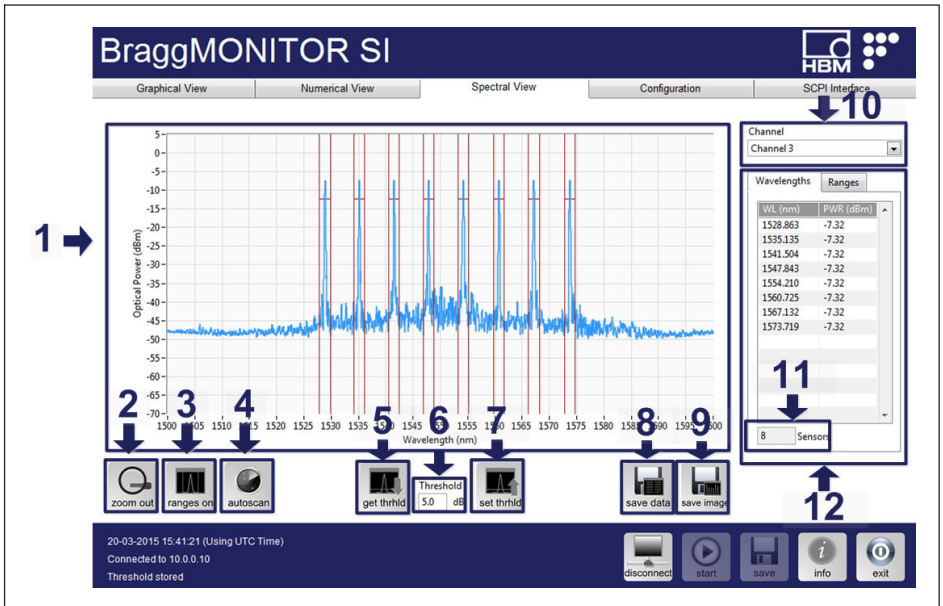 BraggMONITOR SI
HBM
Graphical View
Numerical View
Spectral View
Configuration
SCPI Interface
10
Channel
Channel 3
Wavelengths
Ranges
WL (nm) PWR (dBm)
1528.863 -7.32
1535.135 -7.32
1541.504 -7.32
1547.843 -7.32
1554.210 -7.32
1560.725 -7.32
1567.132 -7.32
1573.719 -7.32
11
8 Sensors
12
1
Optical Power (dBm)
5
0
-5
-10
-15
-20
-25
-30
-35
-40
-45
-50
-55
-60
-65
-70
1500 1505 1510 1515 1520 1525 1530 1535 1540 1545 1550 1555 1560 1565 1570 1575 1580 1585 1590 1595 1600
Wavelength (nm)
2
3
4
5
6
7
8
9
zoom out
ranges on
autoscan
get thrhld
Threshold
5.0 dB
set thrhld
save data
save image
20-03-2015 15:41:21 (Using UTC Time)
Connected to 10.0.0.10
Threshold stored
disconnect
start
save
info
exit